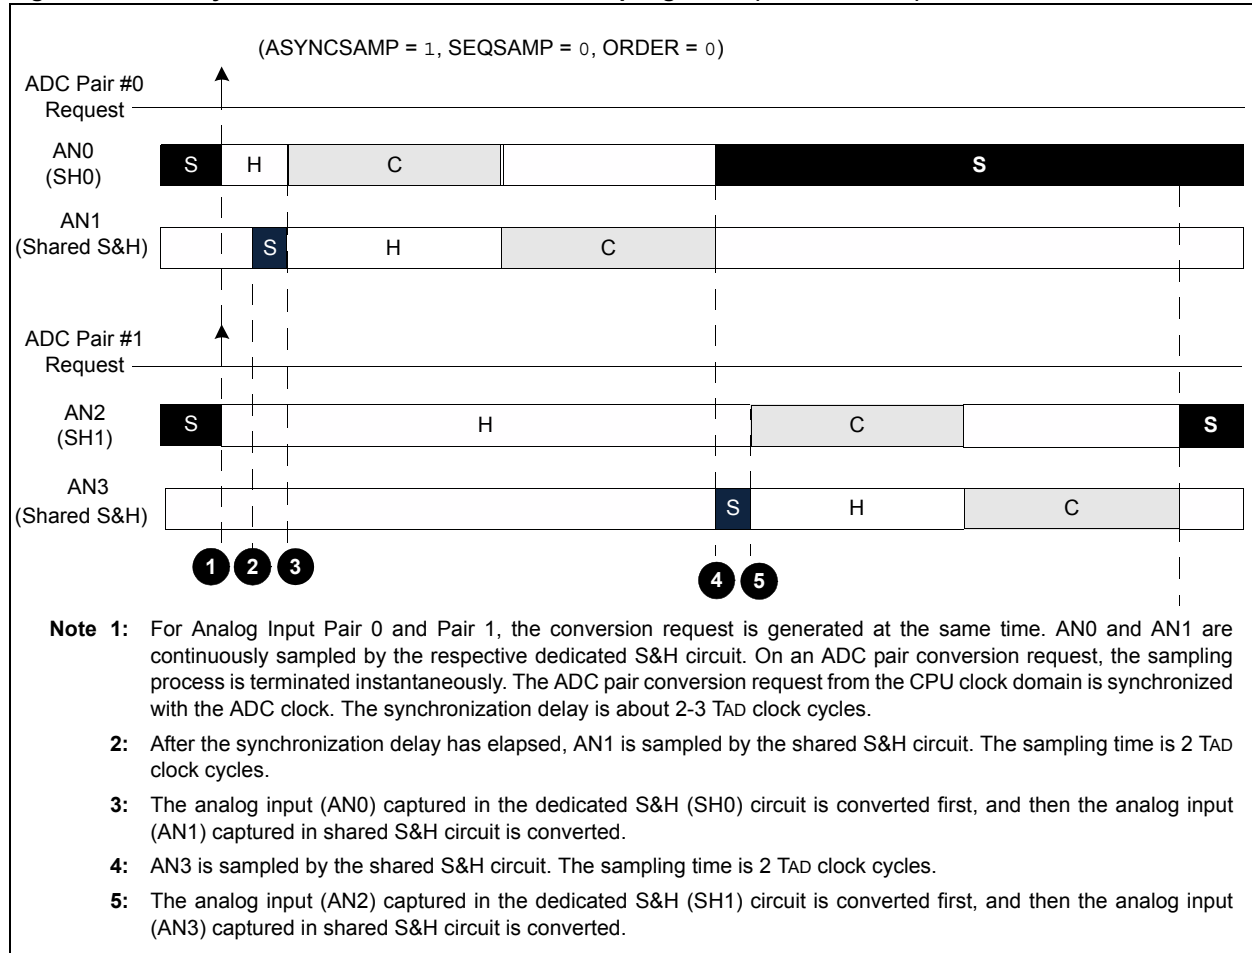 (ASYNCSAMP = 1, SEQSAMP = 0, ORDER = 0)
ADC Pair #0
Request
AN0
(SH0)
S H C S
AN1
(Shared S&H)
S H C
ADC Pair #1
Request
AN2
(SH1)
S H C S
AN3
(Shared S&H)
S H C
1 2 3 4 5
Note 1: For Analog Input Pair 0 and Pair 1, the conversion request is generated at the same time. AN0 and AN1 are
continuously sampled by the respective dedicated S&H circuit. On an ADC pair conversion request, the sampling
process is terminated instantaneously. The ADC pair conversion request from the CPU clock domain is synchronized
with the ADC clock. The synchronization delay is about 2-3 TAD clock cycles.
2: After the synchronization delay has elapsed, AN1 is sampled by the shared S&H circuit. The sampling time is 2 TAD
clock cycles.
3: The analog input (AN0) captured in the dedicated S&H (SH0) circuit is converted first, and then the analog input
(AN1) captured in shared S&H circuit is converted.
4: AN3 is sampled by the shared S&H circuit. The sampling time is 2 TAD clock cycles.
5: The analog input (AN2) captured in the dedicated S&H (SH1) circuit is converted first, and then the analog input
(AN3) captured in shared S&H circuit is converted.